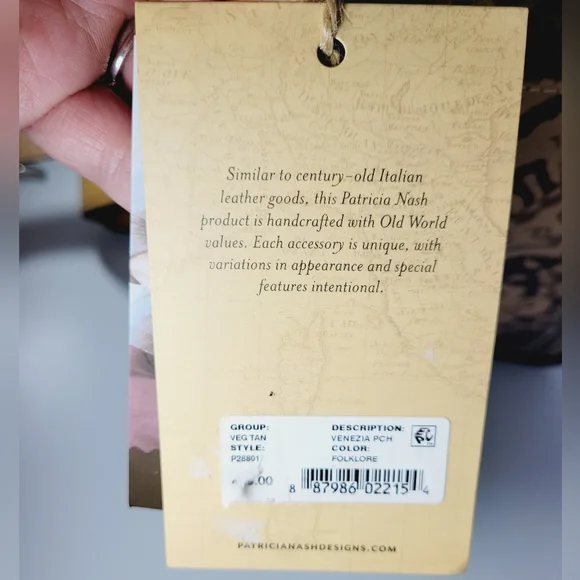 Similar to century-old Italian
leather goods, this Patricia Nash
product is handcrafted with Old World
values. Each accessory is unique, with
variations in appearance and special
features intentional.
GROUP:
VEG TAN
STYLE:
P28801
DESCRIPTION:
VENEZIA PCH
COLOR:
FOLKLORE
.00
8 87986 02215 4
PATRICIANASHDESIGNS.COM